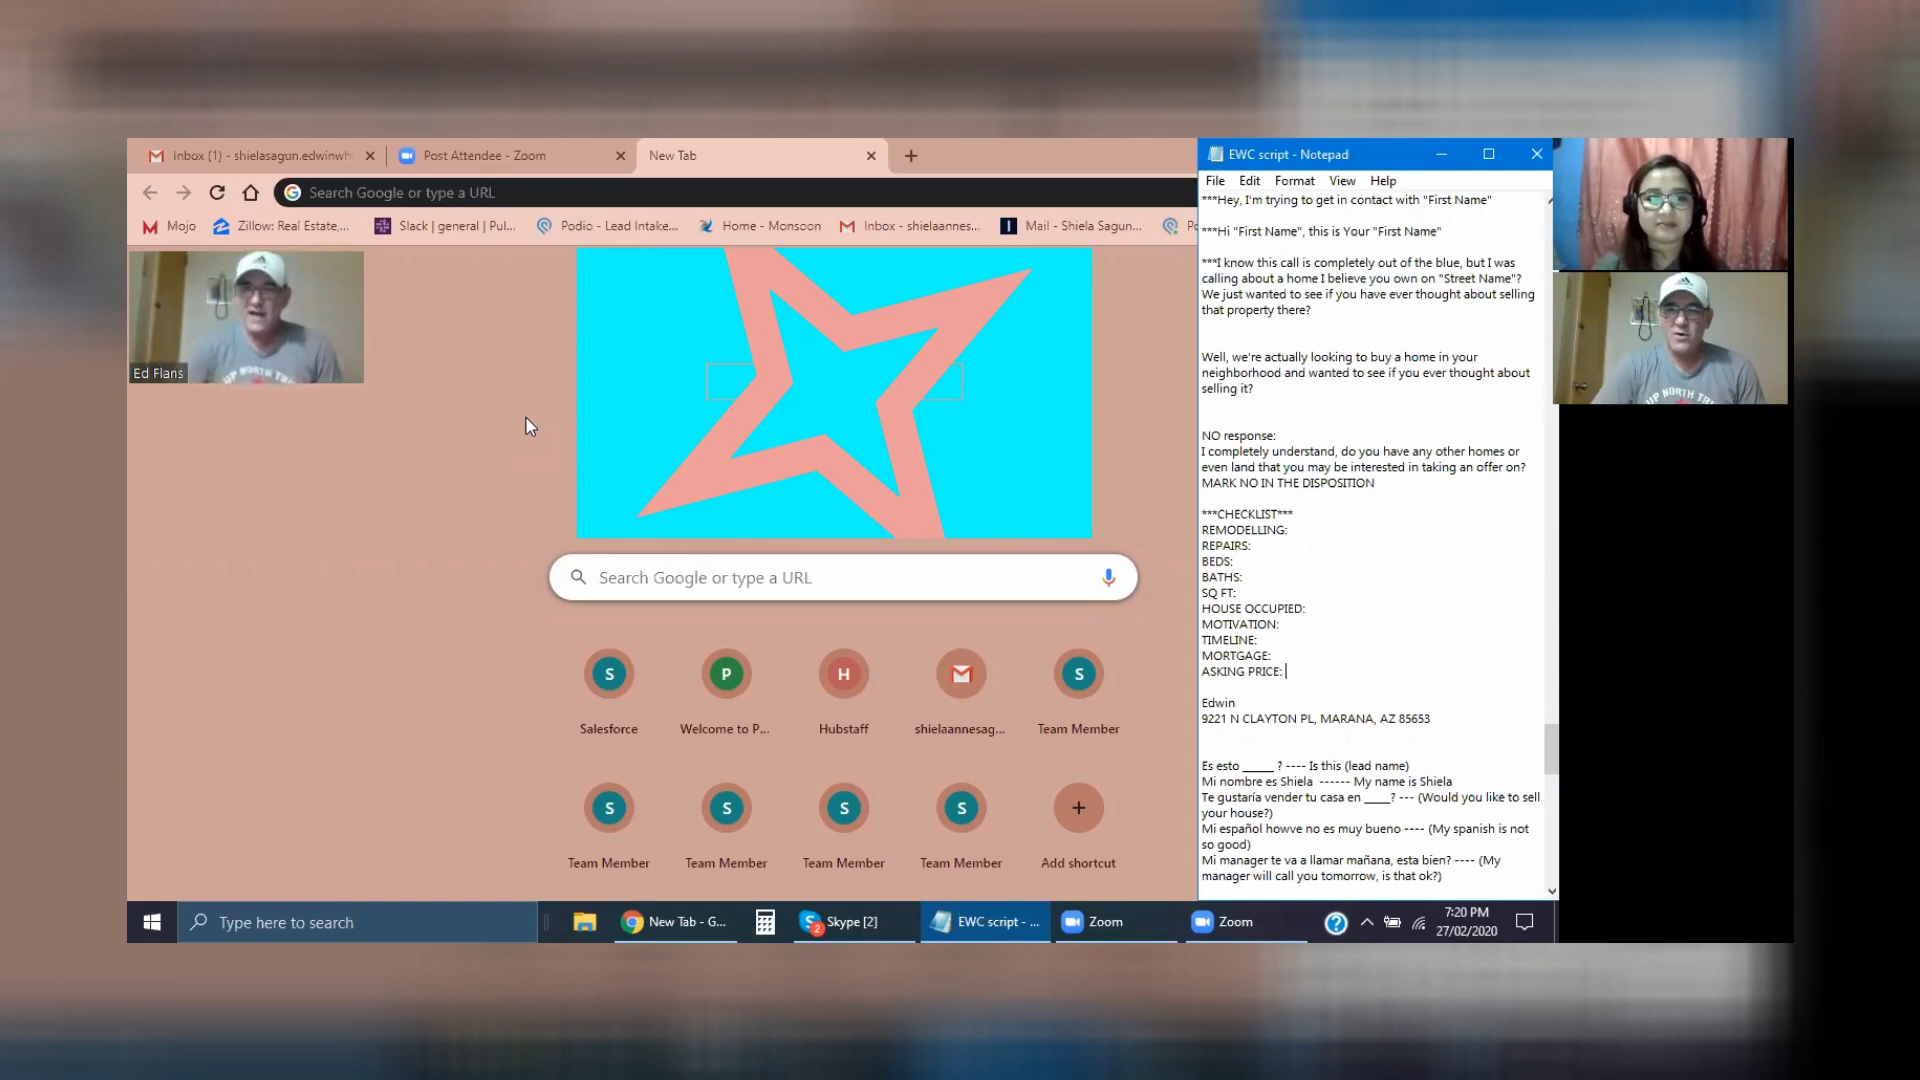 Inbox (1) - shielasagun.edwinwh
Post Attendee - Zoom
New Tab
Search Google or type a URL
Mojo
Zillow: Real Estate,...
Slack | general | Pul...
Podio - Lead Intake...
Home - Monsoon
Inbox - shielaannes...
Mail - Shiela Sagun...
Ed Flans
UP NORTH TR
Search Google or type a URL
S
P
H
S
Salesforce
Welcome to P...
Hubstaff
shielaannesag...
Team Member
S
S
S
S
+
Team Member
Team Member
Team Member
Team Member
Add shortcut
EWC script - Notepad
File Edit Format View Help
***Hey, I'm trying to get in contact with "First Name"
***Hi "First Name", this is Your "First Name"
***I know this call is completely out of the blue, but I was
calling about a home I believe you own on "Street Name"?
We just wanted to see if you have ever thought about selling
that property there?
Well, we're actually looking to buy a home in your
neighborhood and wanted to see if you ever thought about
selling it?
NO response:
I completely understand, do you have any other homes or
even land that you may be interested in taking an offer on?
MARK NO IN THE DISPOSITION
***CHECKLIST***
REMODELLING:
REPAIRS:
BEDS:
BATHS:
SQ FT:
HOUSE OCCUPIED:
MOTIVATION:
TIMELINE:
MORTGAGE:
ASKING PRICE:
Edwin
9221 N CLAYTON PL, MARANA, AZ 85653
Es esto _____ ? ---- Is this (lead name)
Mi nombre es Shiela ------ My name is Shiela
Te gustaría vender tu casa en ____? --- (Would you like to sell
your house?)
Mi español howve no es muy bueno ---- (My spanish is not
so good)
Mi manager te va a llamar mañana, esta bien? ---- (My
manager will call you tomorrow, is that ok?)
UP NORTH TR
Type here to search
New Tab - G...
Skype [2]
2
EWC script - ...
Zoom
Zoom
7:20 PM
27/02/2020